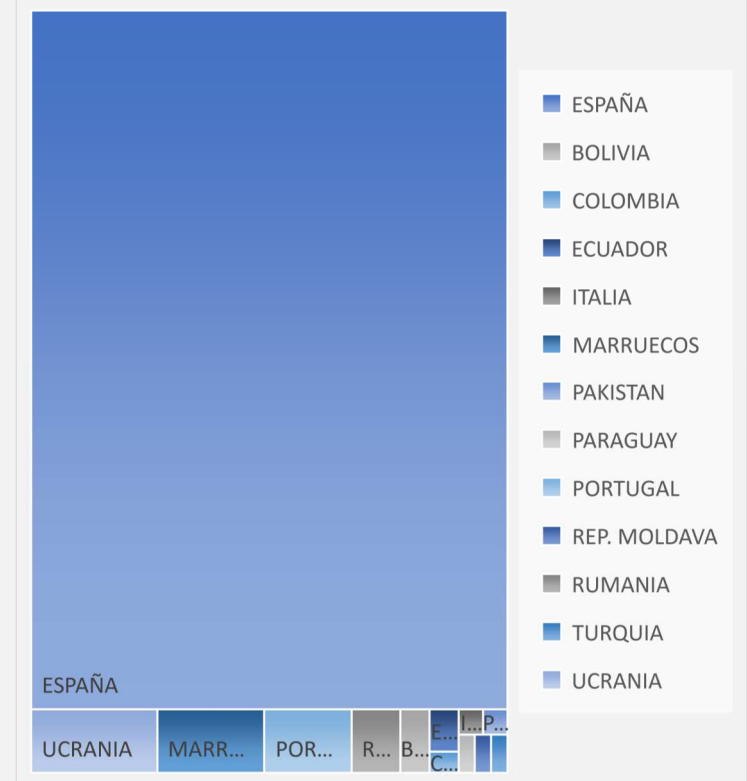 ESPAÑA
UCRANIA
MARR...
POR...
R...
B...
E...
C...
I...
P...
ESPAÑA
BOLIVIA
COLOMBIA
ECUADOR
ITALIA
MARRUECOS
PAKISTAN
PARAGUAY
PORTUGAL
REP. MOLDAVA
RUMANIA
TURQUIA
UCRANIA